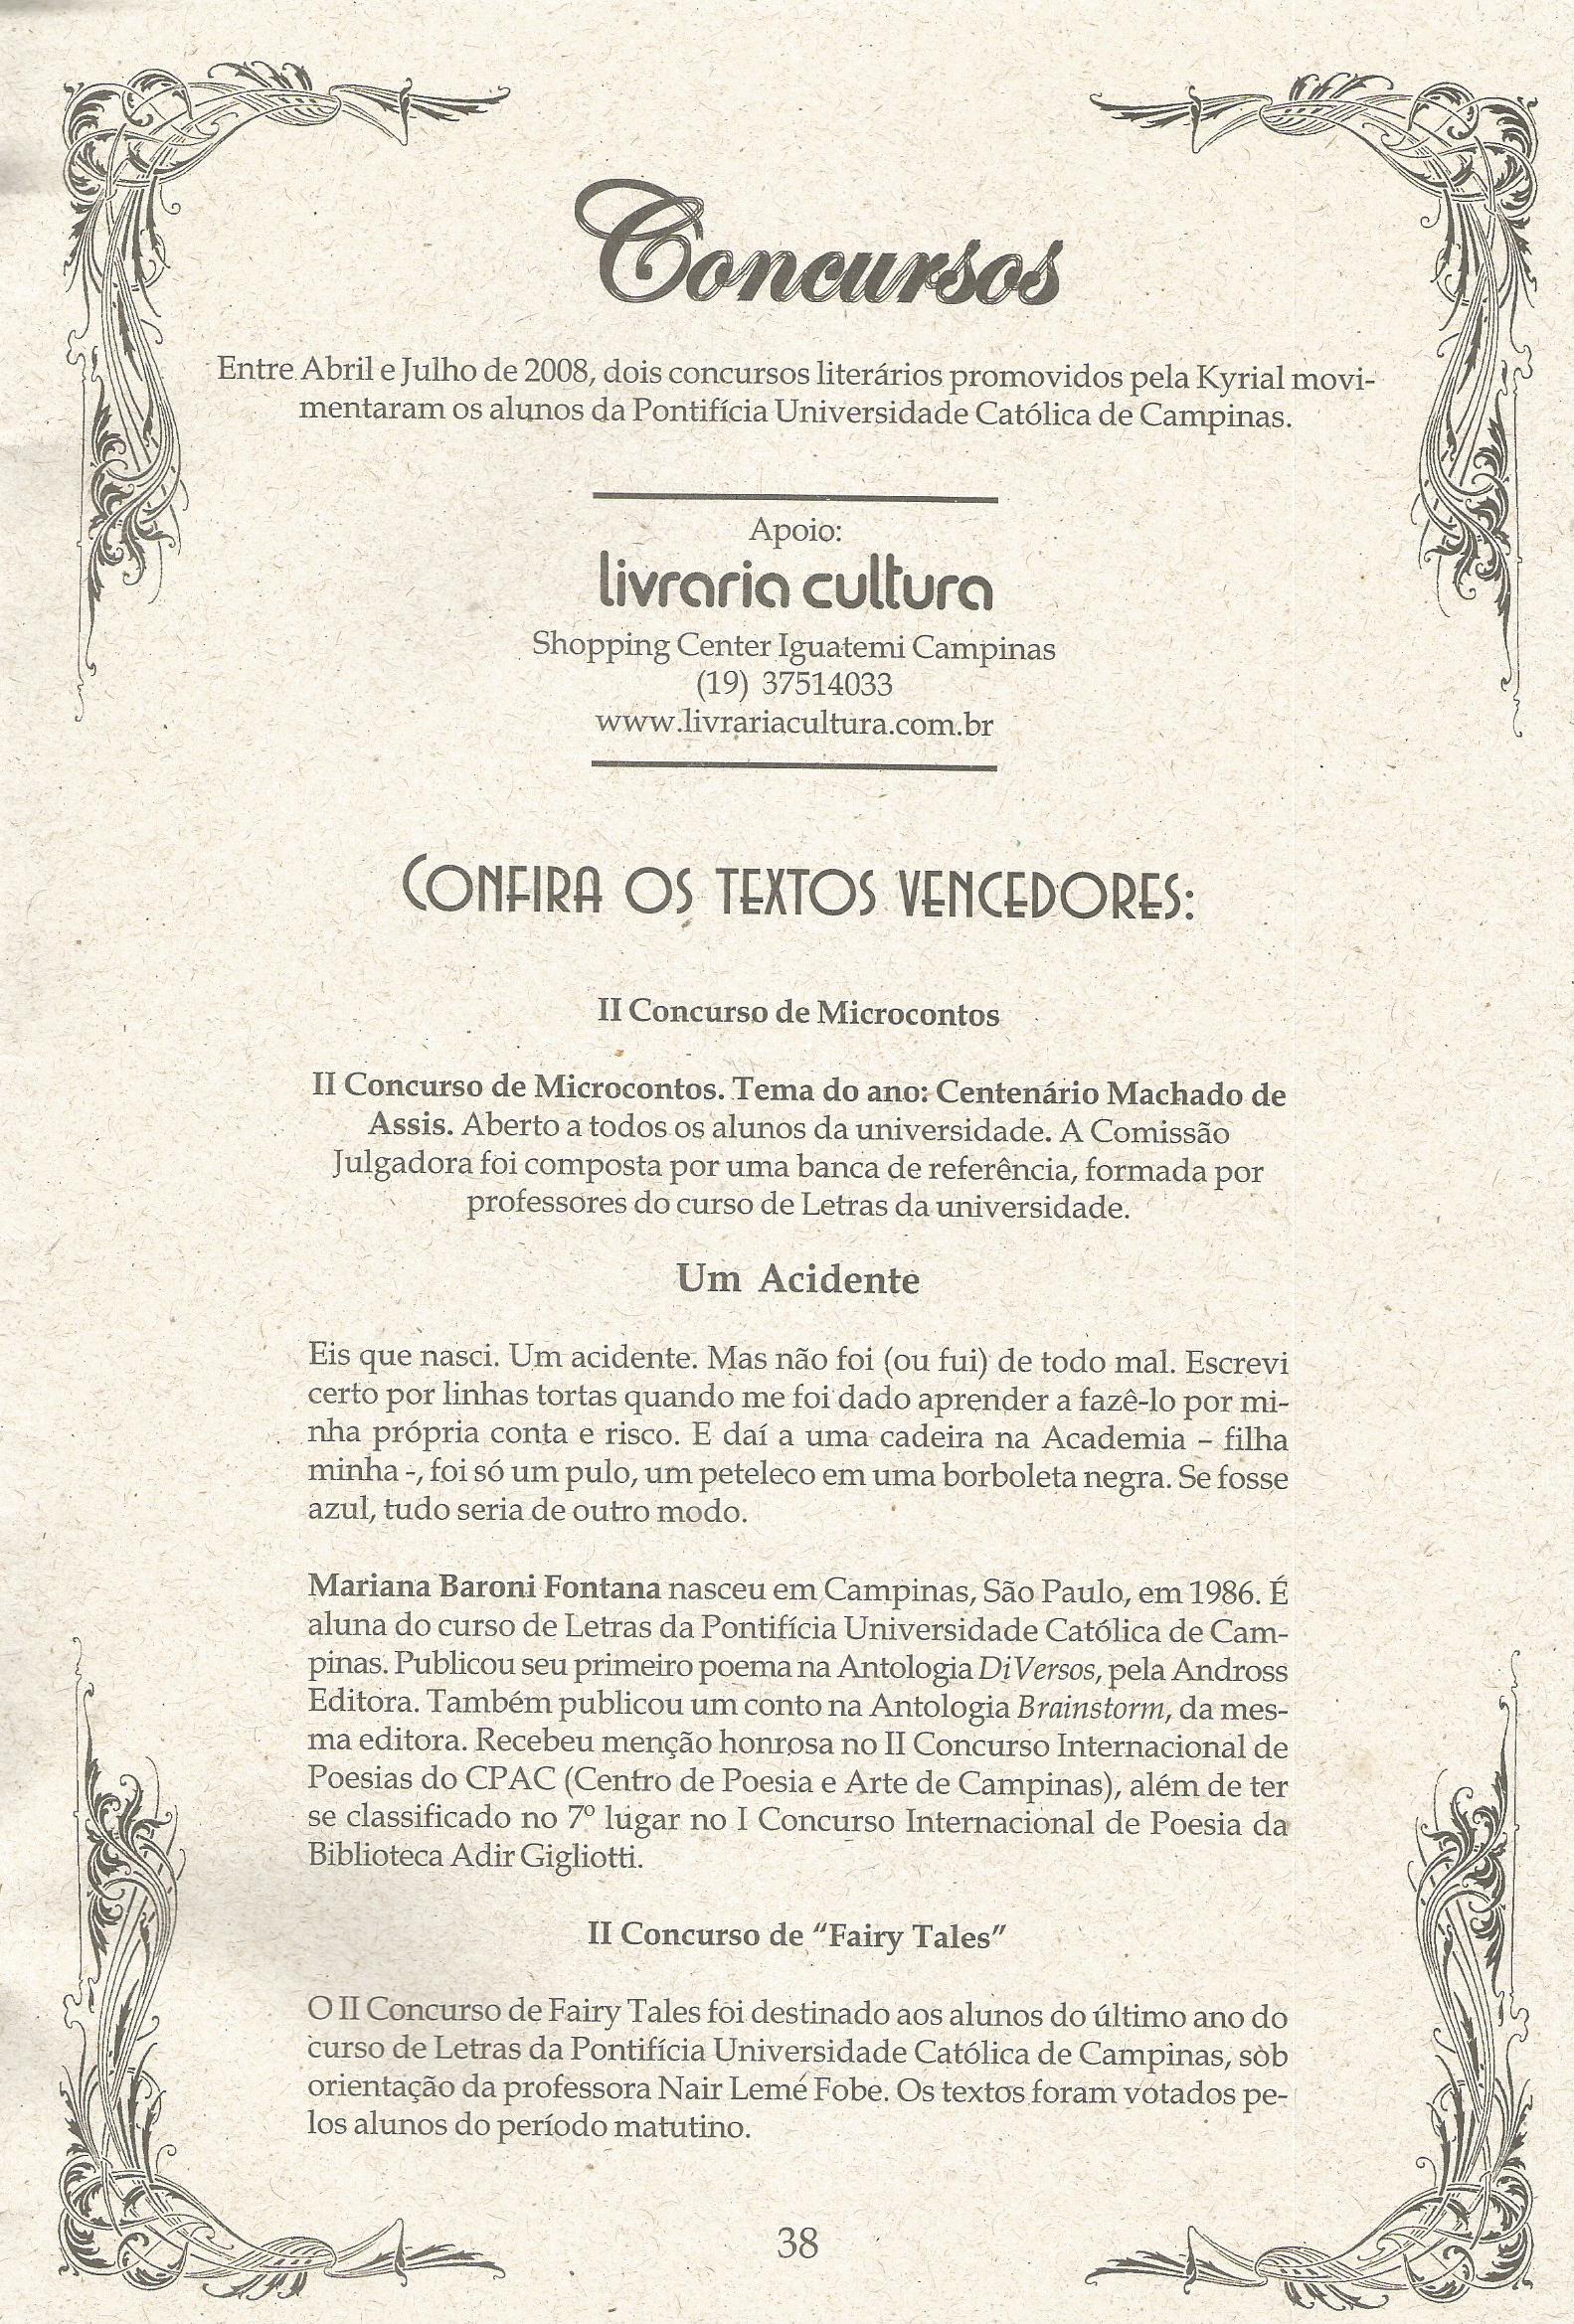 Concursos
Entre Abril e Julho de 2008, dois concursos literários promovidos pela Kyrial movi-
mentaram os alunos da Pontifícia Universidade Católica de Campinas.
Apoio:
livraria cultura
Shopping Center Iguatemi Campinas
(19) 37514033
www.livrariacultura.com.br
CONFIRA OS TEXTOS VENCEDORES:
II Concurso de Microcontos
II Concurso de Microcontos. Tema do ano: Centenário Machado de
Assis. Aberto a todos os alunos da universidade. A Comissão
Julgadora foi composta por uma banca de referência, formada por
professores do curso de Letras da universidade.
Um Acidente
Eis que nasci. Um acidente. Mas não foi (ou fui) de todo mal. Escrevi
certo por linhas tortas quando me foi dado aprender a fazê-lo por mi-
nha própria conta e risco. E daí a uma cadeira na Academia – filha
minha -, foi só um pulo, um peteleco em uma borboleta negra. Se fosse
azul, tudo seria de outro modo.
Mariana Baroni Fontana nasceu em Campinas, São Paulo, em 1986. É
aluna do curso de Letras da Pontifícia Universidade Católica de Cam-
pinas. Publicou seu primeiro poema na Antologia DiVersos, pela Andross
Editora. Também publicou um conto na Antologia Brainstorm, da mes-
ma editora. Recebeu menção honrosa no II Concurso Internacional de
Poesias do CPAC (Centro de Poesia e Arte de Campinas), além de ter
se classificado no 7º lugar no I Concurso Internacional de Poesia da
Biblioteca Adir Gigliotti.
II Concurso de “Fairy Tales”
O II Concurso de Fairy Tales foi destinado aos alunos do último ano do
curso de Letras da Pontifícia Universidade Católica de Campinas, sob
orientação da professora Nair Leme Fobe. Os textos foram votados pe-
los alunos do período matutino.
38